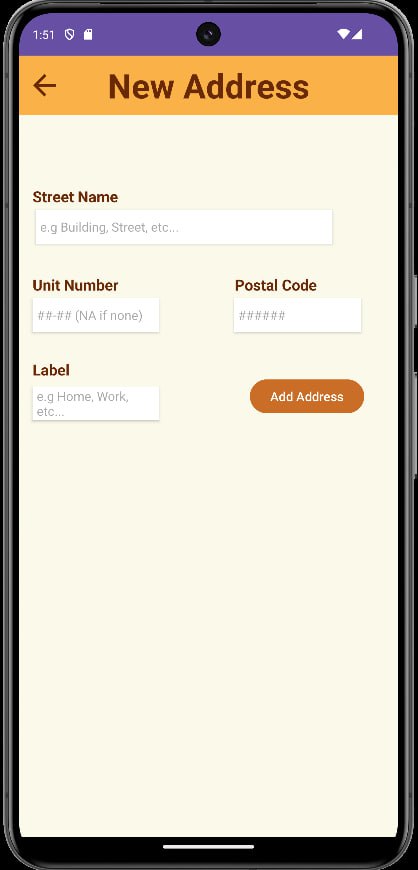 1:51
New Address
Street Name
e.g Building, Street, etc...
Unit Number
Postal Code
##-## (NA if none)
######
Label
e.g Home, Work,
etc...
Add Address